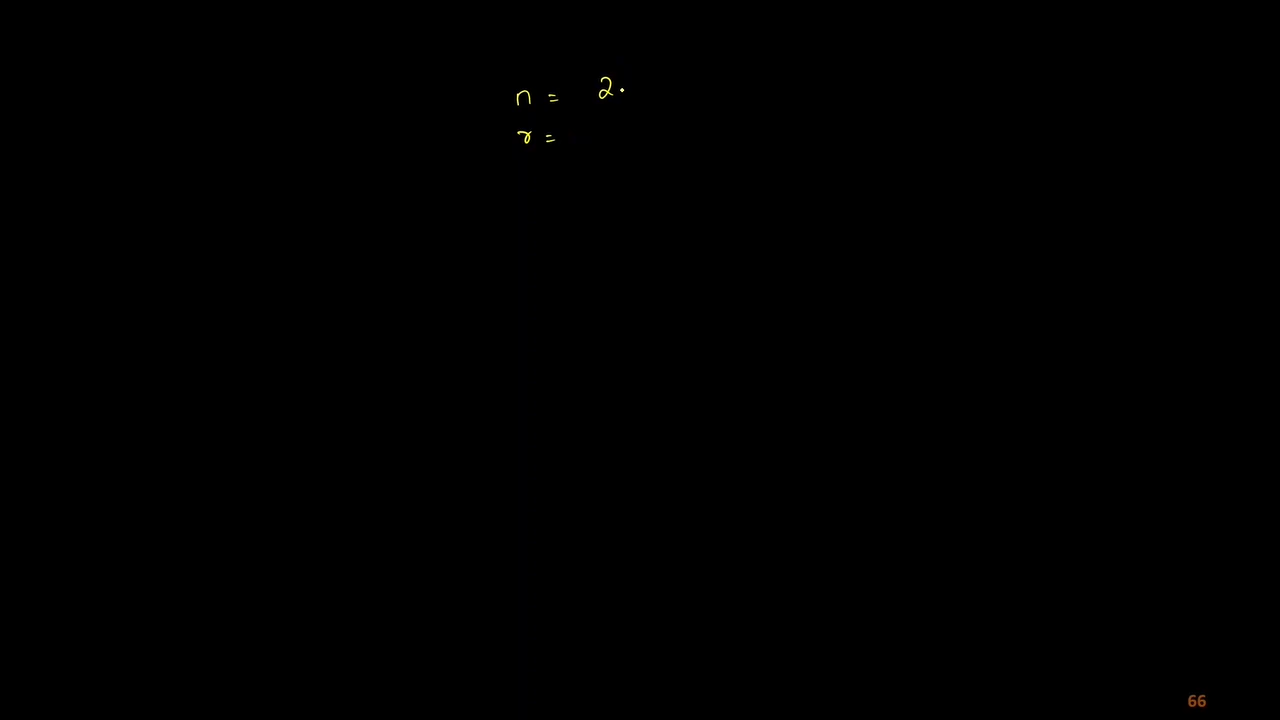 n = 2.
r =
66